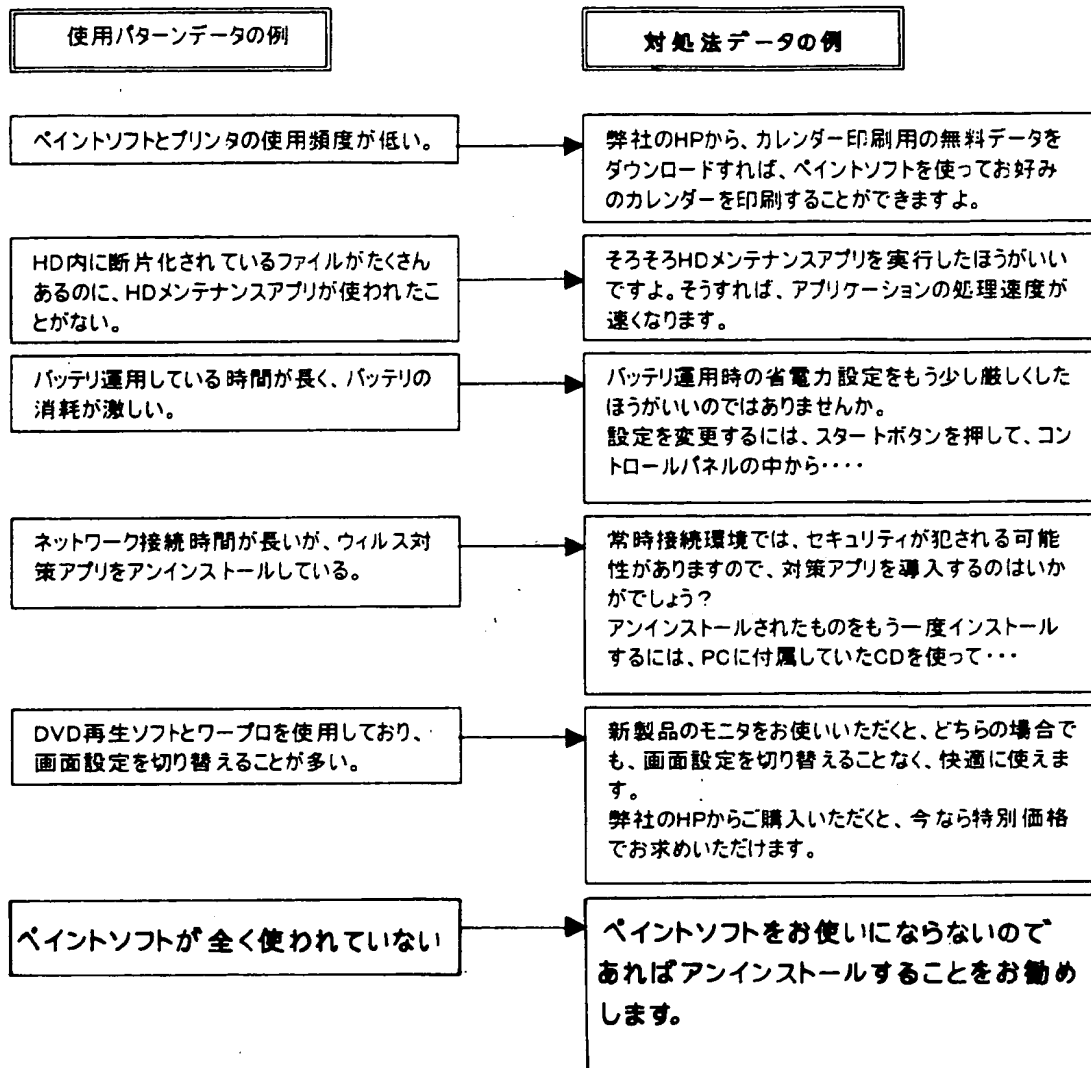 使用パターンデータの例
対処法データの例
ペイントソフトとプリンタの使用頻度が低い。
弊社のHPから、カレンダー印刷用の無料データを
ダウンロードすれば、ペイントソフトを使ってお好み
のカレンダーを印刷することができますよ。
HD内に断片化されているファイルがたくさん
あるのに、HDメンテナンスアプリが使われたこ
とがない。
そろそろHDメンテナンスアプリを実行したほうがいい
ですよ。そうすれば、アプリケーションの処理速度が
速くなります。
バッテリ運用している時間が長く、バッテリの
消耗が激しい。
バッテリ運用時の省電力設定をもう少し厳しくした
ほうがいいのではありませんか。
設定を変更するには、スタートボタンを押して、コン
トロールパネルの中から････
ネットワーク接続時間が長いが、ウィルス対
策アプリをアンインストールしている。
常時接続環境では、セキュリティが犯される可能
性がありますので、対策アプリを導入するのはいか
がでしょう?
アンインストールされたものをもう一度インストール
するには、PCに付属していたCDを使って･･･
DVD再生ソフトとワープロを使用しており、
画面設定を切り替えることが多い。
新製品のモニタをお使いいただくと、どちらの場合で
も、画面設定を切り替えることなく、快適に使えま
す。
弊社のHPからご購入いただくと、今なら特別価格
でお求めいただけます。
ペイントソフトが全く使われていない
ペイントソフトをお使いにならないので
あればアンインストールすることをお勧め
します。